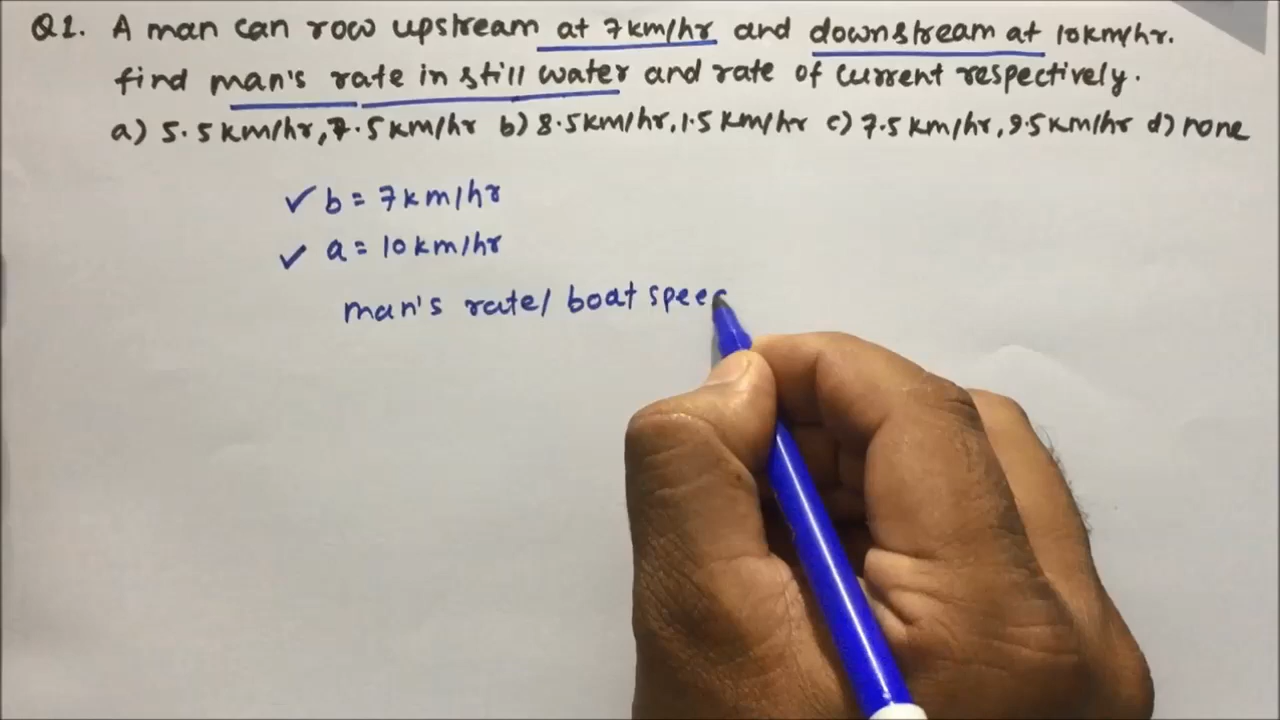 Q1. A man can row upstream at 7km/hr and downstream at 10km/hr.
find man's rate in still water and rate of current respectively.
a) 5.5km/hr, 7.5km/hr b) 8.5km/hr, 1.5km/hr c) 7.5km/hr, 9.5km/hr d) none
✓ b = 7km/hr
✓ a = 10km/hr
man's rate/ boat speed